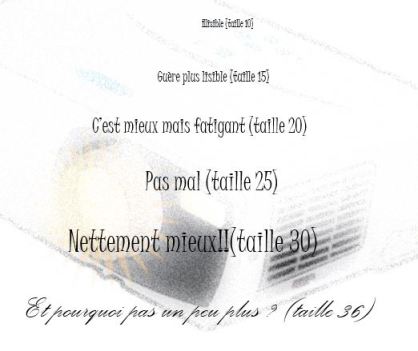 illisible (taille 10)
Guère plus lisible (taille 15)
C'est mieux mais fatigant (taille 20)
Pas mal (taille 25)
Nettement mieux!!(taille 30)
Et pourquoi pas un peu plus ? (taille 36)